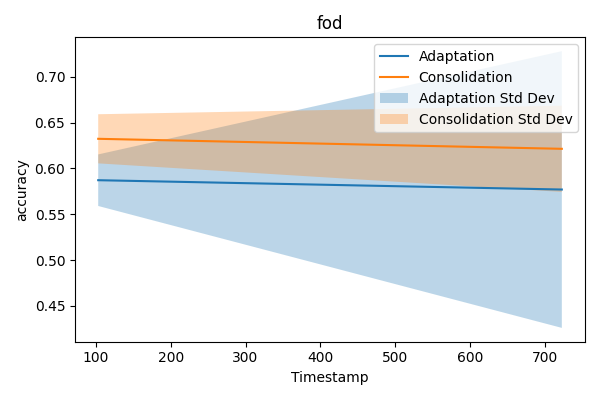 fod
Adaptation
Consolidation
Adaptation Std Dev
Consolidation Std Dev
accuracy
0.70
0.65
0.60
0.55
0.50
0.45
100
200
300
400
500
600
700
Timestamp